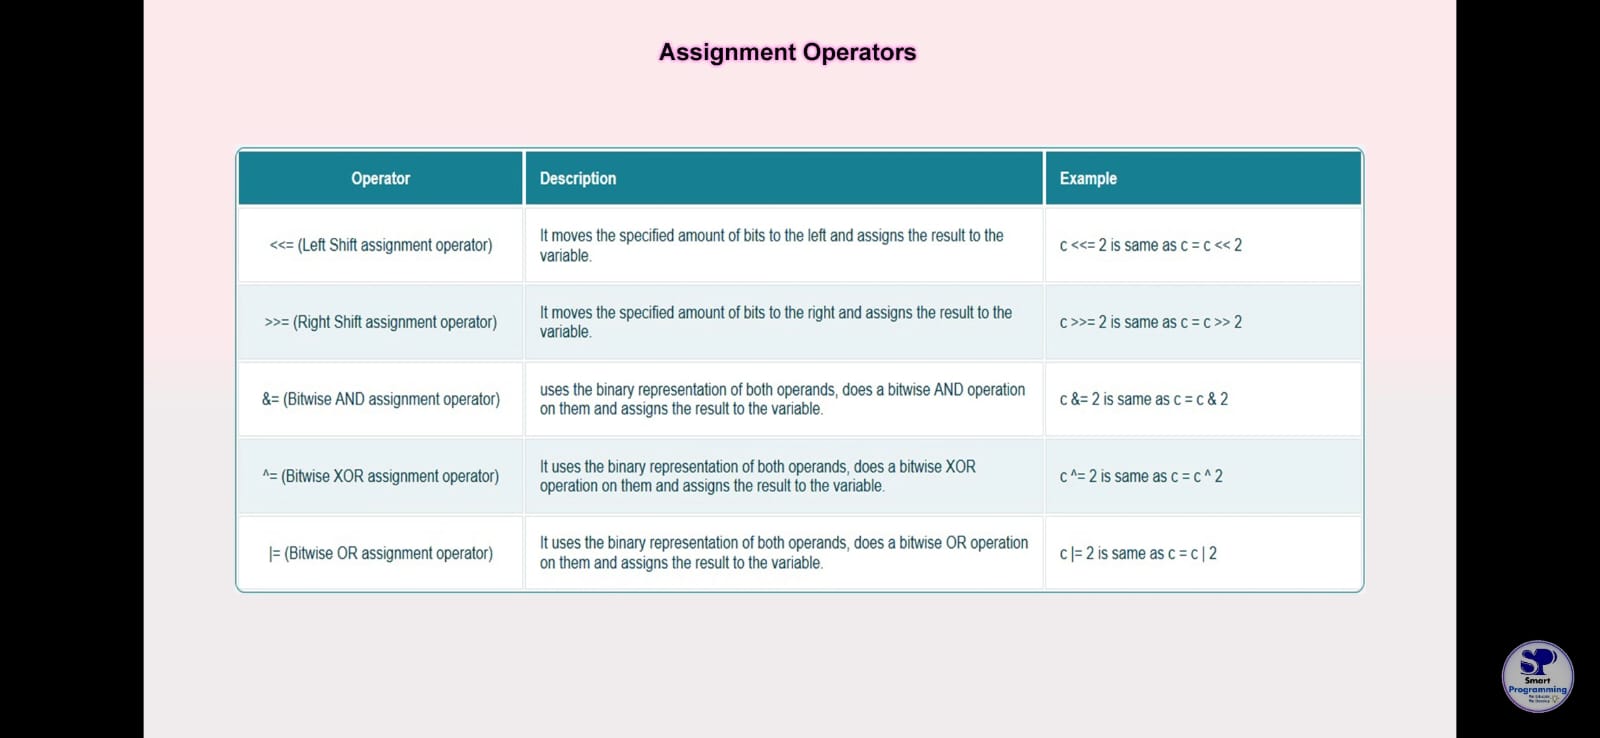 Assignment Operators
Operator
Description
Example
<<= (Left Shift assignment operator)
It moves the specified amount of bits to the left and assigns the result to the
variable.
c <<= 2 is same as c = c << 2
>>= (Right Shift assignment operator)
It moves the specified amount of bits to the right and assigns the result to the
variable.
c >>= 2 is same as c = c >> 2
&= (Bitwise AND assignment operator)
uses the binary representation of both operands, does a bitwise AND operation
on them and assigns the result to the variable.
c &= 2 is same as c = c & 2
^= (Bitwise XOR assignment operator)
It uses the binary representation of both operands, does a bitwise XOR
operation on them and assigns the result to the variable.
c ^= 2 is same as c = c ^ 2
|= (Bitwise OR assignment operator)
It uses the binary representation of both operands, does a bitwise OR operation
on them and assigns the result to the variable.
c |= 2 is same as c = c | 2
SP
Smart
Programming